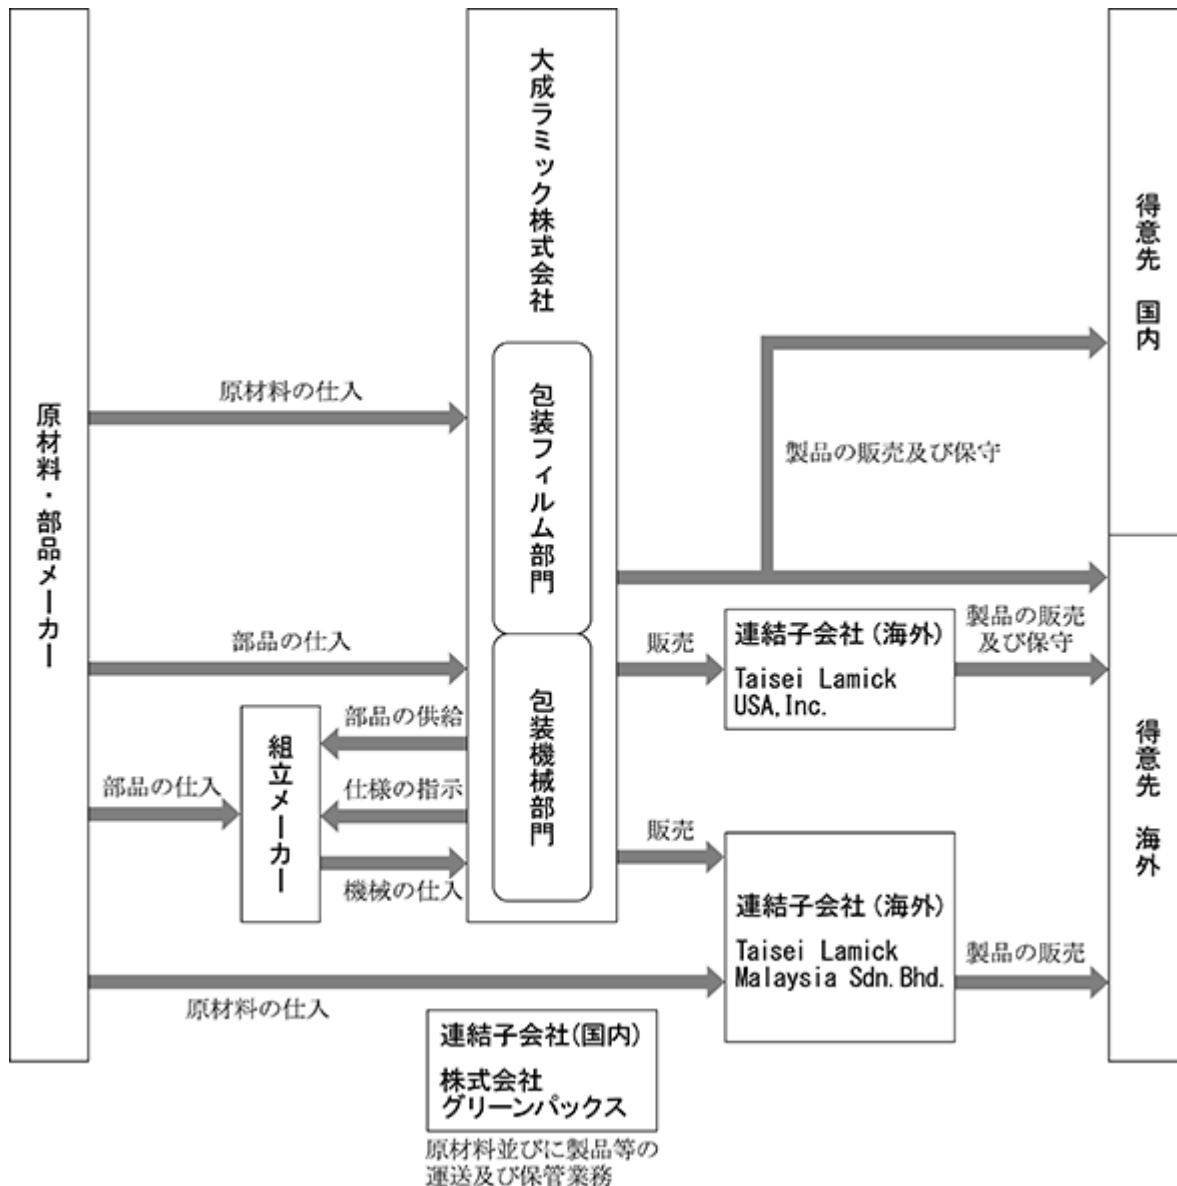 原材料・部品メーカー
原材料の仕入
部品の仕入
部品の仕入
組立メーカー
部品の供給
仕様の指示
機械の仕入
原材料の仕入
大成ラミック株式会社
包装フィルム部門
包装機械部門
製品の販売及び保守
販売
連結子会社(海外)
Taisei Lamick
USA,Inc.
製品の販売
及び保守
販売
連結子会社(海外)
Taisei Lamick
Malaysia Sdn.Bhd.
製品の販売
得意先 国内
得意先 海外
連結子会社(国内)
株式会社
グリーンパックス
原材料並びに製品等の
運送及び保管業務